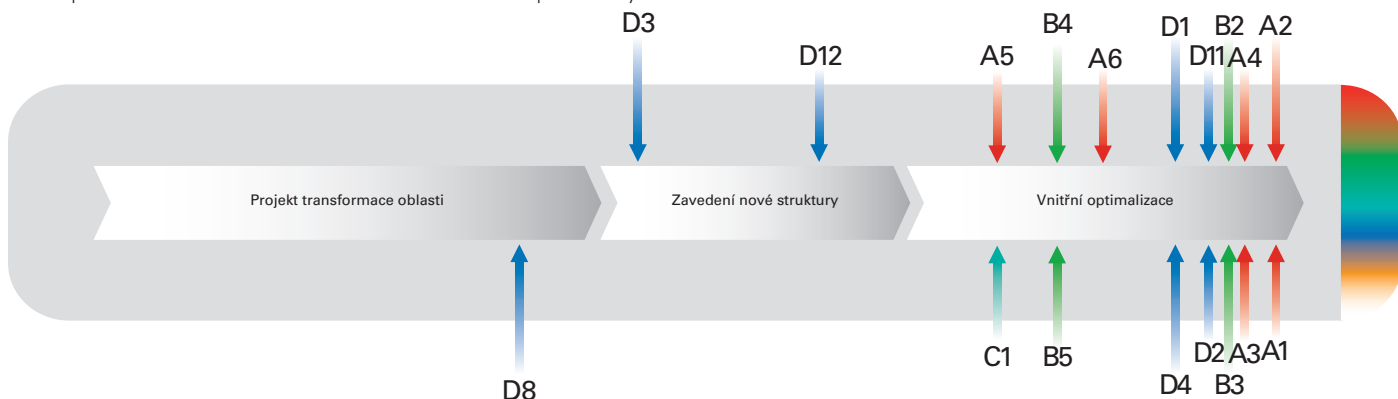 D3
B4
D1
B2
A2
D12
A5
A6
D11
A4
Projekt transformace oblasti
Zavedení nové struktury
Vnitřní optimalizace
C1
B5
D2
A3
A1
D8
D4
B3